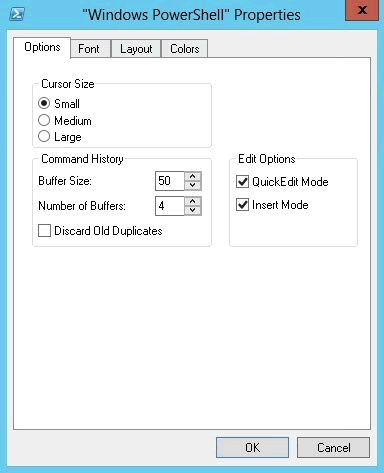 "Windows PowerShell" Properties
x
Options Font Layout Colors
Cursor Size
Small
Medium
Large
Command History
Buffer Size: 50
Number of Buffers: 4
Discard Old Duplicates
Edit Options
QuickEdit Mode
Insert Mode
OK Cancel